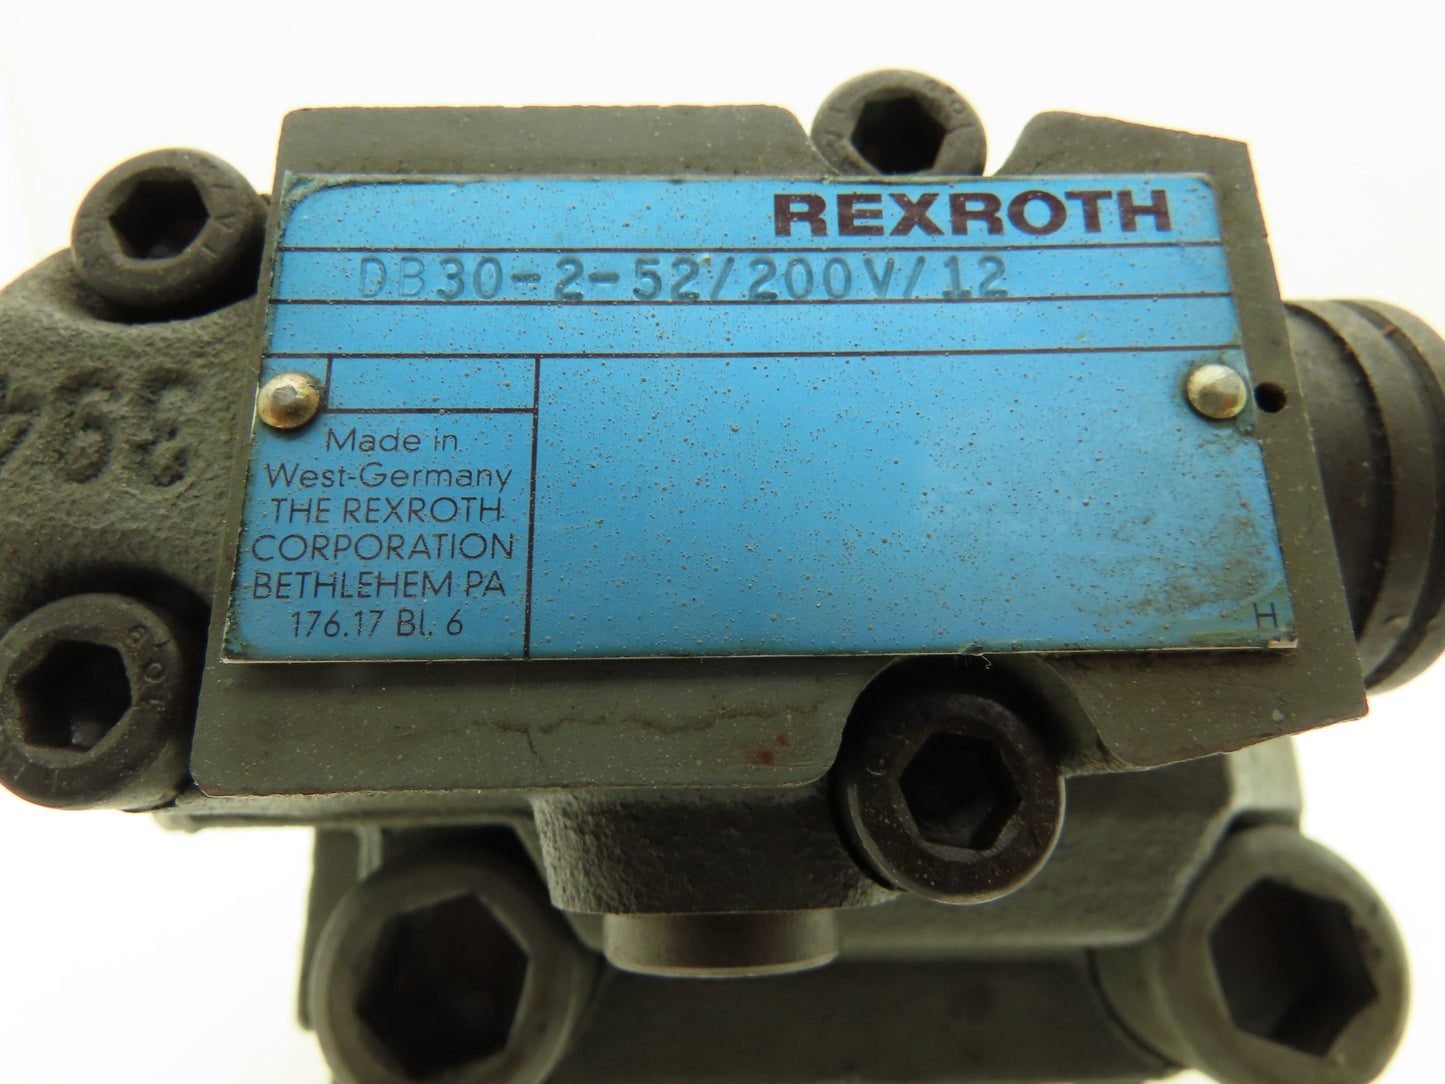 REXROTH
DB30-2-52/200V/12
Made in
West-Germany
THE REXROTH
CORPORATION
BETHLEHEM PA
176.17 Bl. 6
H